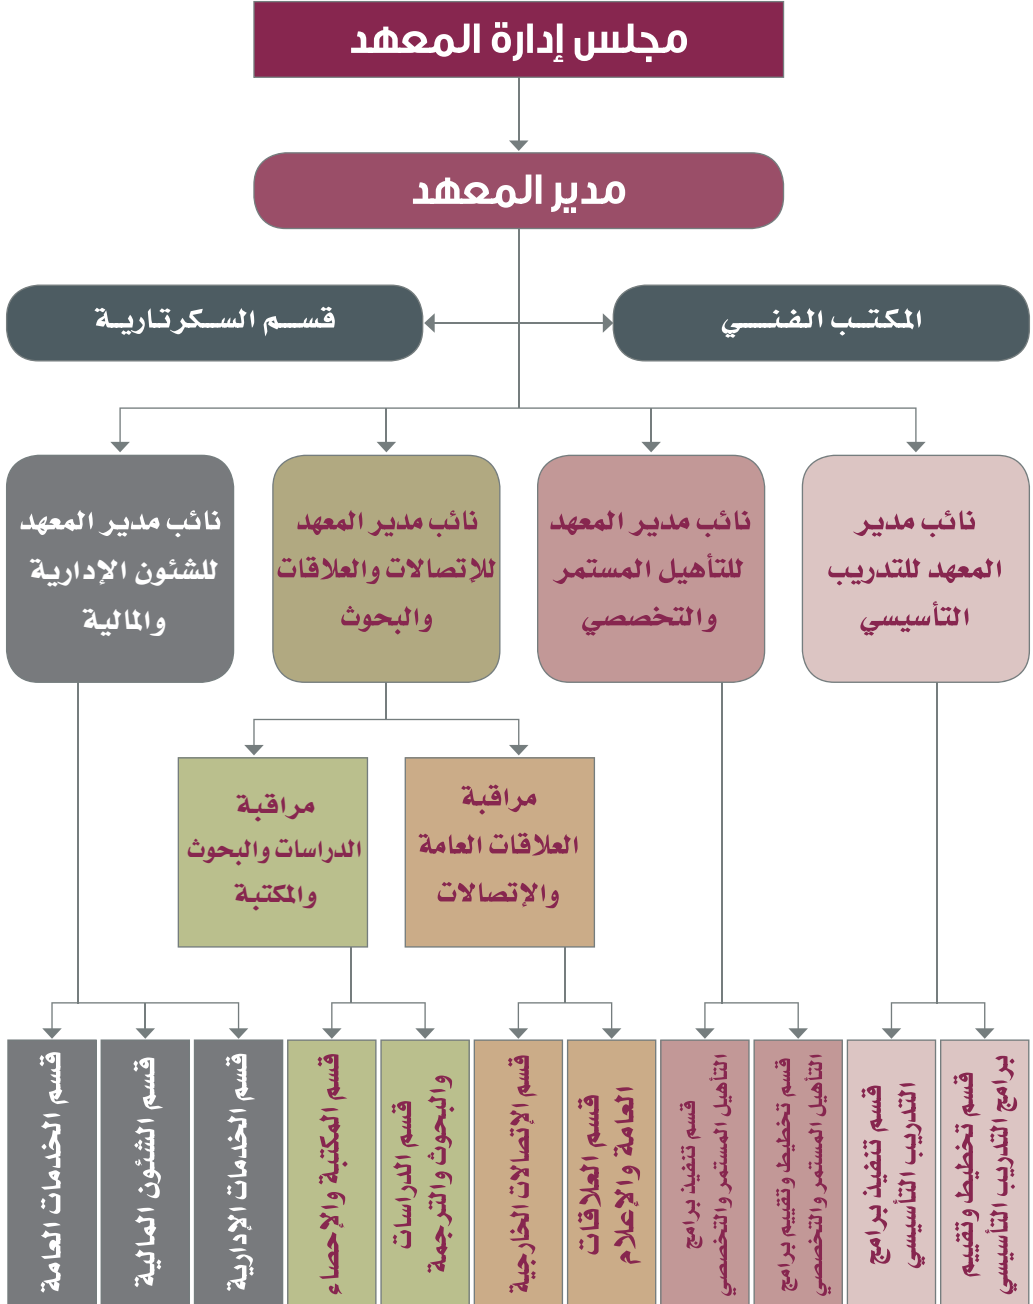 مجلس إدارة المعهد
مدير المعهد
المكتب الفني
قسم السكرتارية
نائب مدير
المعهد للتدريب
التأسيسي
نائب مدير المعهد
للتأهيل المستمر
والتخصصي
نائب مدير المعهد
للإتصالات والعلاقات
والبحوث
نائب مدير المعهد
للشئون الإدارية
والمالية
مراقبة
العلاقات العامة
والإتصالات
مراقبة
الدراسات والبحوث
والمكتبة
قسم تخطيط وتقييم
برامج التدريب التأسيسي
قسم تنفيذ برامج
التدريب التأسيسي
قسم تخطيط وتقييم برامج
التأهيل المستمر والتخصصي
قسم تنفيذ برامج
التأهيل المستمر والتخصصي
قسم العلاقات
العامة والإعلام
قسم الإتصالات الخارجية
قسم الدراسات
والبحوث والترجمة
قسم المكتبة والإحصاء
قسم الخدمات الإدارية
قسم الشئون المالية
قسم الخدمات العامة